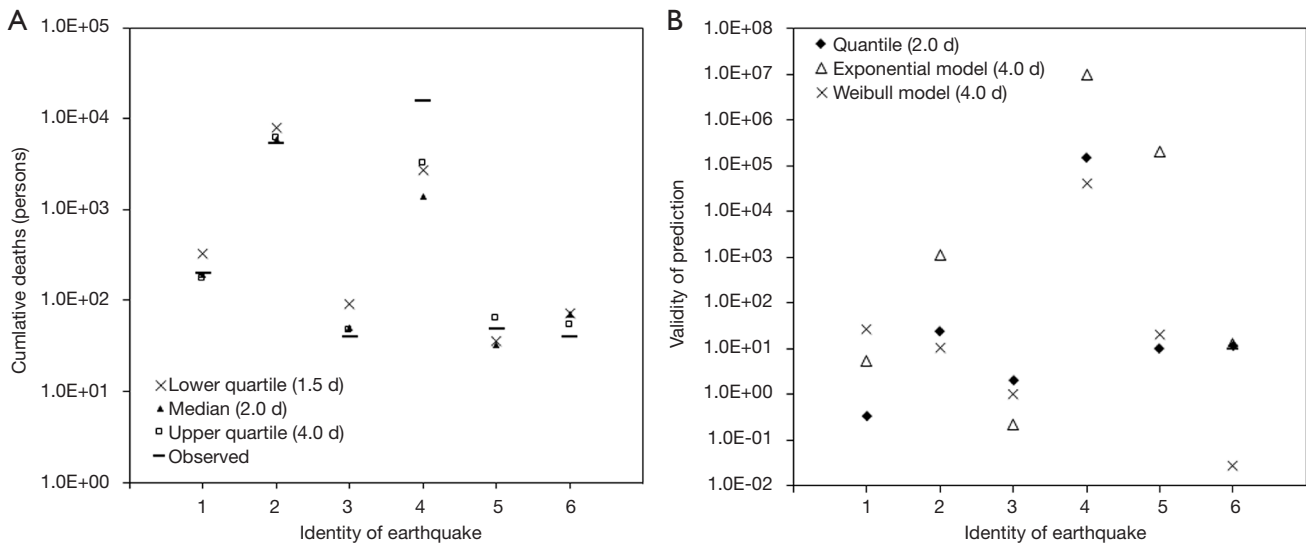 A
1.0E+05
1.0E+04
1.0E+03
1.0E+02
1.0E+01
1.0E+00
Cumlative deaths (persons)
Lower quartile (1.5 d)
Median (2.0 d)
Upper quartile (4.0 d)
Observed
1 2 3 4 5 6
Identity of earthquake
B
1.0E+08
1.0E+07
1.0E+06
1.0E+05
1.0E+04
1.0E+03
1.0E+02
1.0E+01
1.0E+00
1.0E-01
1.0E-02
Validity of prediction
Quantile (2.0 d)
Exponential model (4.0 d)
Weibull model (4.0 d)
1 2 3 4 5 6
Identity of earthquake